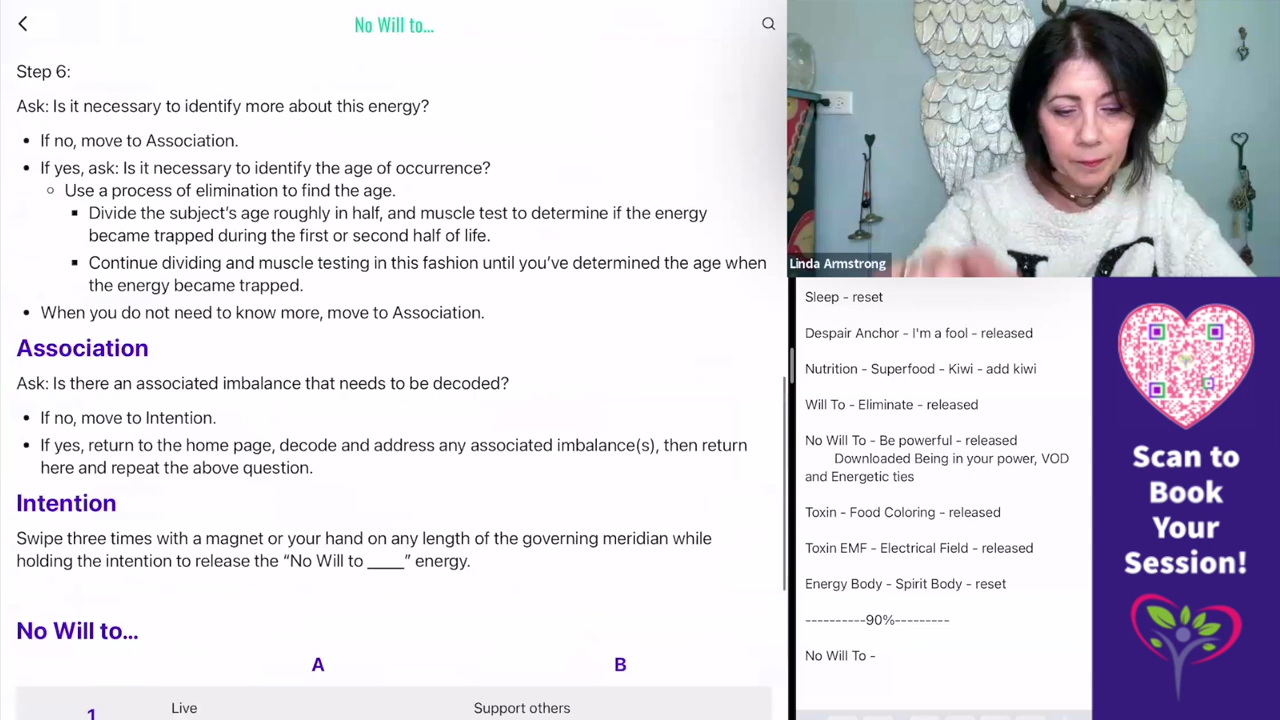 No Will to...
Step 6:
Ask: Is it necessary to identify more about this energy?
• If no, move to Association.
• If yes, ask: Is it necessary to identify the age of occurrence?
○ Use a process of elimination to find the age.
▪ Divide the subject's age roughly in half, and muscle test to determine if the energy
became trapped during the first or second half of life.
▪ Continue dividing and muscle testing in this fashion until you've determined the age when
the energy became trapped.
• When you do not need to know more, move to Association.
Association
Ask: Is there an associated imbalance that needs to be decoded?
• If no, move to Intention.
• If yes, return to the home page, decode and address any associated imbalance(s), then return
here and repeat the above question.
Intention
Swipe three times with a magnet or your hand on any length of the governing meridian while
holding the intention to release the “No Will to ____” energy.
No Will to...
A B
1 Live Support others
Linda Armstrong
Sleep - reset
Despair Anchor - I'm a fool - released
Nutrition - Superfood - Kiwi - add kiwi
Will To - Eliminate - released
No Will To - Be powerful - released
Downloaded Being in your power, VOD
and Energetic ties
Toxin - Food Coloring - released
Toxin EMF - Electrical Field - released
Energy Body - Spirit Body - reset
----------90%---------
No Will To -
Scan to
Book
Your
Session!